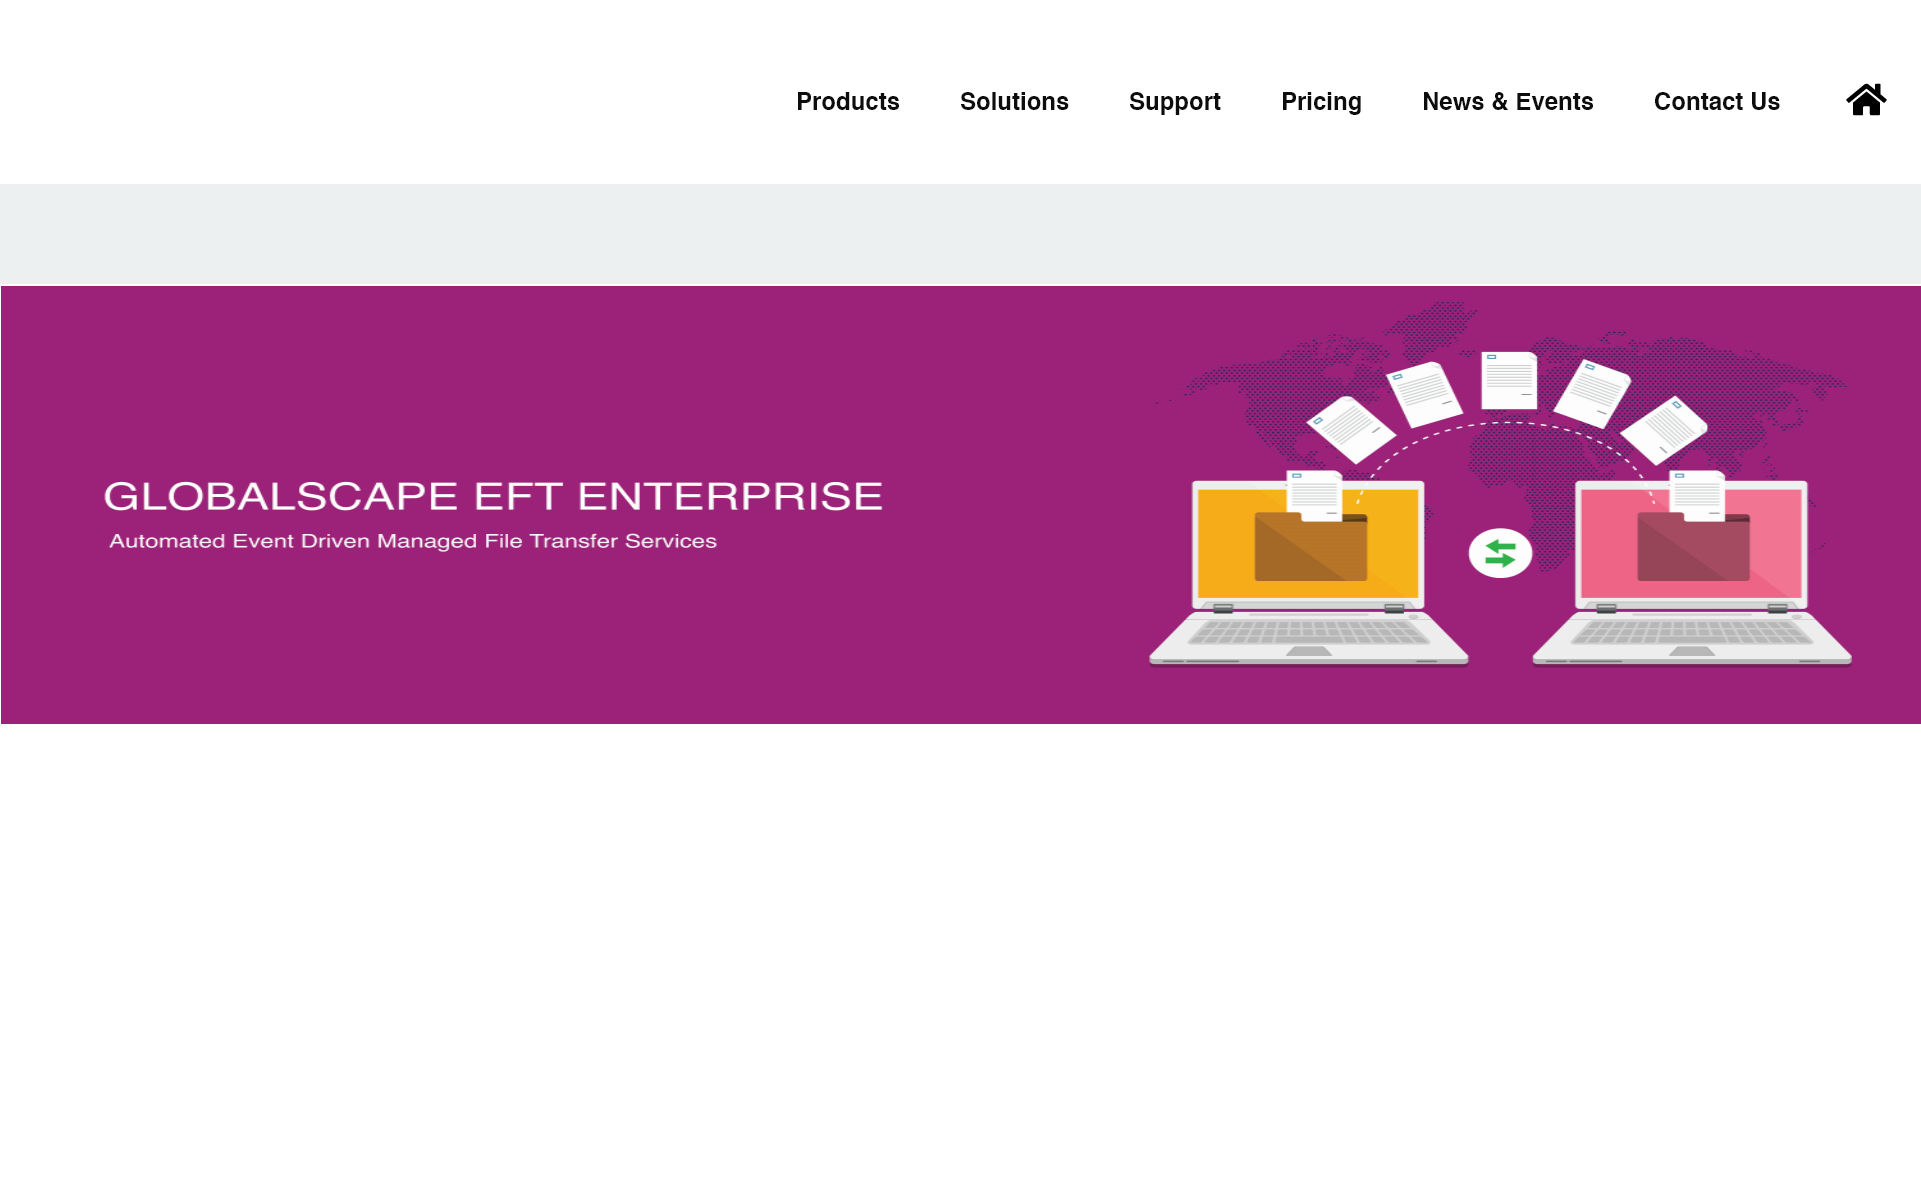 Products Solutions Support Pricing News & Events Contact Us
GLOBALSCAPE EFT ENTERPRISE
Automated Event Driven Managed File Transfer Services